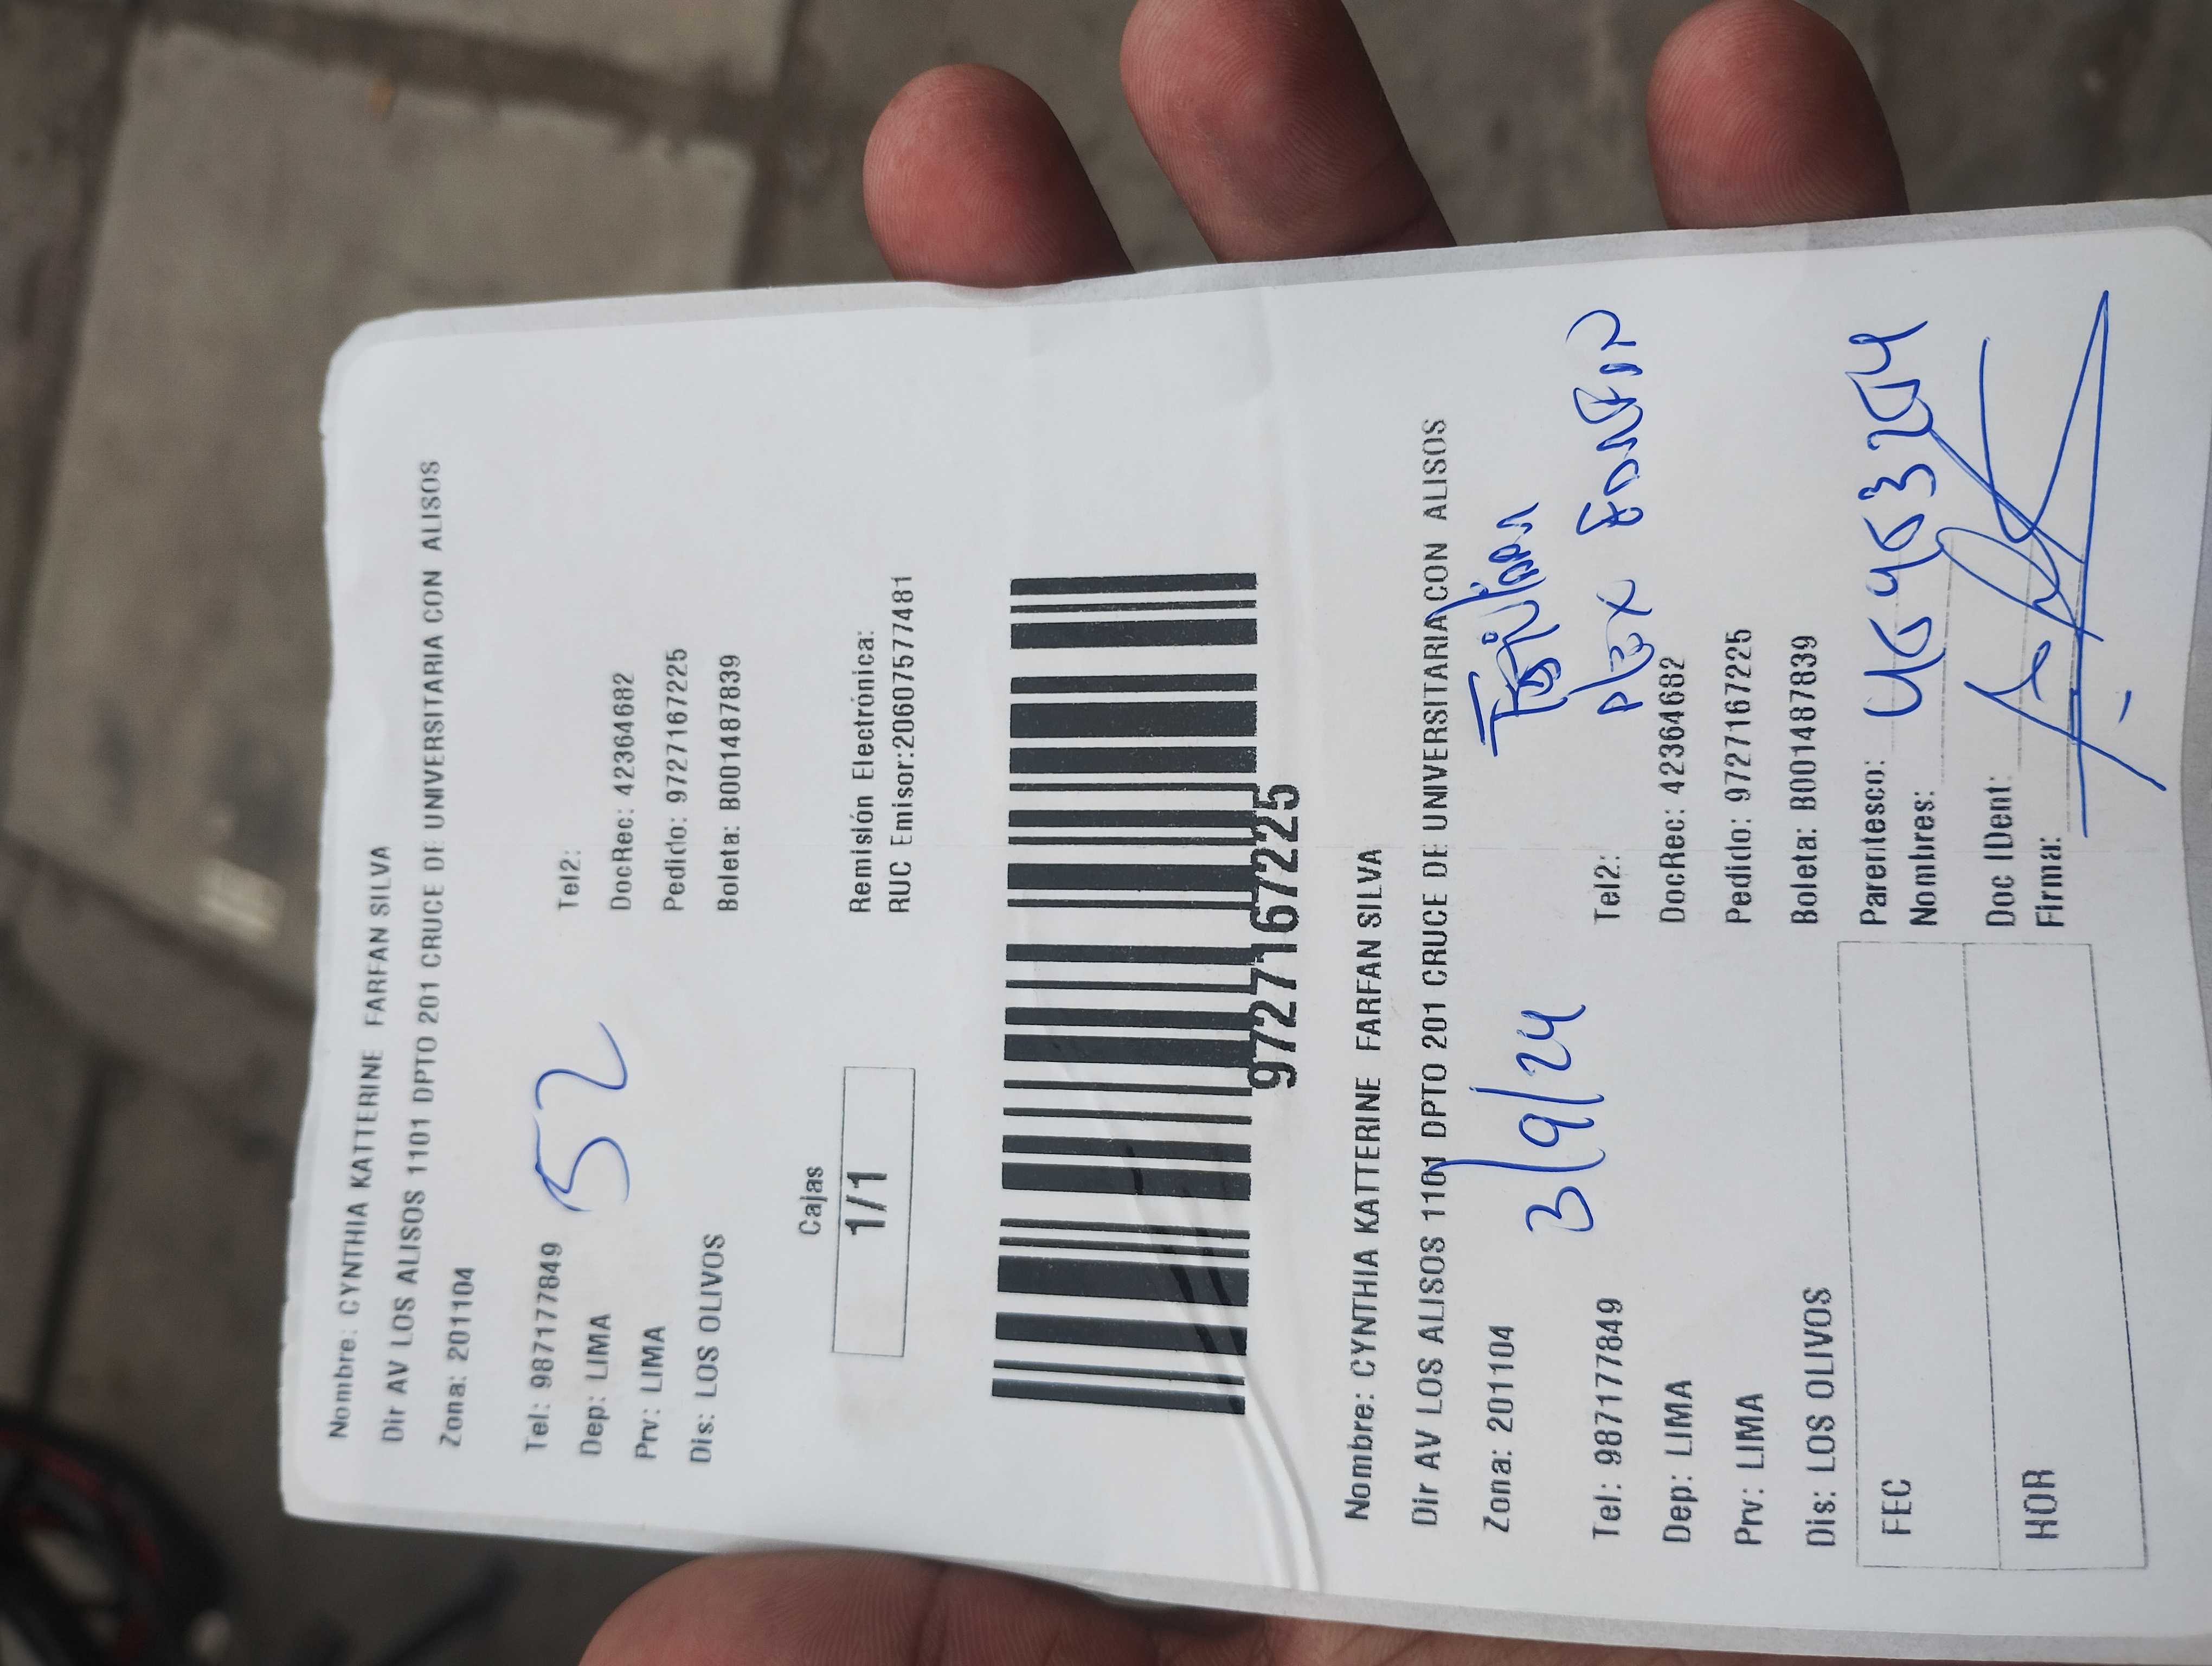 Nombre: CYNTHIA KATTERINE FARFAN SILVA
Dir AV LOS ALISOS 1101 DPTO 201 CRUCE DE UNIVERSITARIA CON ALISOS
Zona: 201104
52
Tel: 987177849 Tel2:
Dep: LIMA DocRec: 42364682
Prv: LIMA Pedido: 9727167225
Dis: LOS OLIVOS Boleta: B001487839
Cajas
1/1
Remisión Electrónica:
RUC Emisor:20607577481
9727167225
Nombre: CYNTHIA KATTERINE FARFAN SILVA
Dir AV LOS ALISOS 1101 DPTO 201 CRUCE DE UNIVERSITARIA CON ALISOS
Zona: 201104
3/9/24
Tel: 987177849 Tel2:
Dep: LIMA DocRec: 42364682
Prv: LIMA Pedido: 9727167225
Dis: LOS OLIVOS Boleta: B001487839
FEC
HOR
Parentesco:
Nombres:
Doc IDent:
Firma: